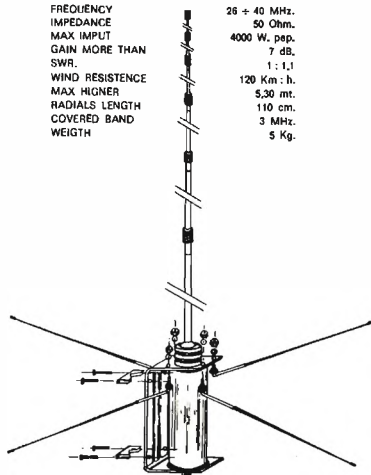 FREQUENCY 26 ÷ 40 MHz.
IMPEDANCE 50 Ohm.
MAX IMPUT 4000 W. pep.
GAIN MORE THAN 7 dB.
SWR. 1 : 1,1
WIND RESISTENCE 120 Km : h.
MAX HIGNER 5,30 mt.
RADIALS LENGTH 110 cm.
COVERED BAND 3 MHz.
WEIGTH 5 Kg.